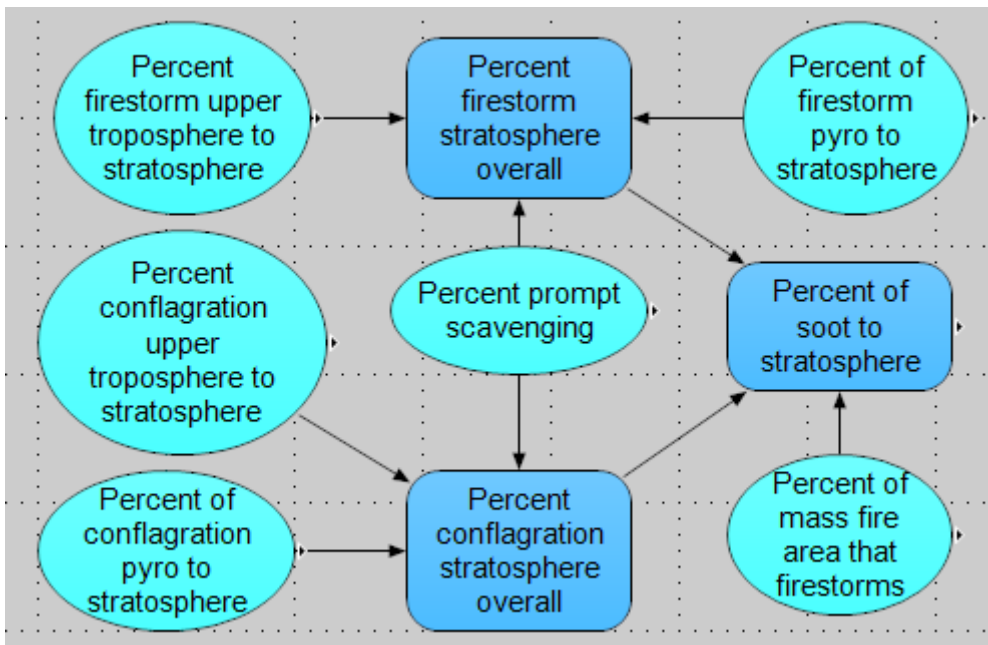 Percent
firestorm upper
troposphere to
stratosphere
Percent
firestorm
stratosphere
overall
Percent of
firestorm
pyro to
stratosphere
Percent
conflagration
upper
troposphere to
stratosphere
Percent prompt
scavenging
Percent of
soot to
stratosphere
Percent of
conflagration
pyro to
stratosphere
Percent
conflagration
stratosphere
overall
Percent of
mass fire
area that
firestorms